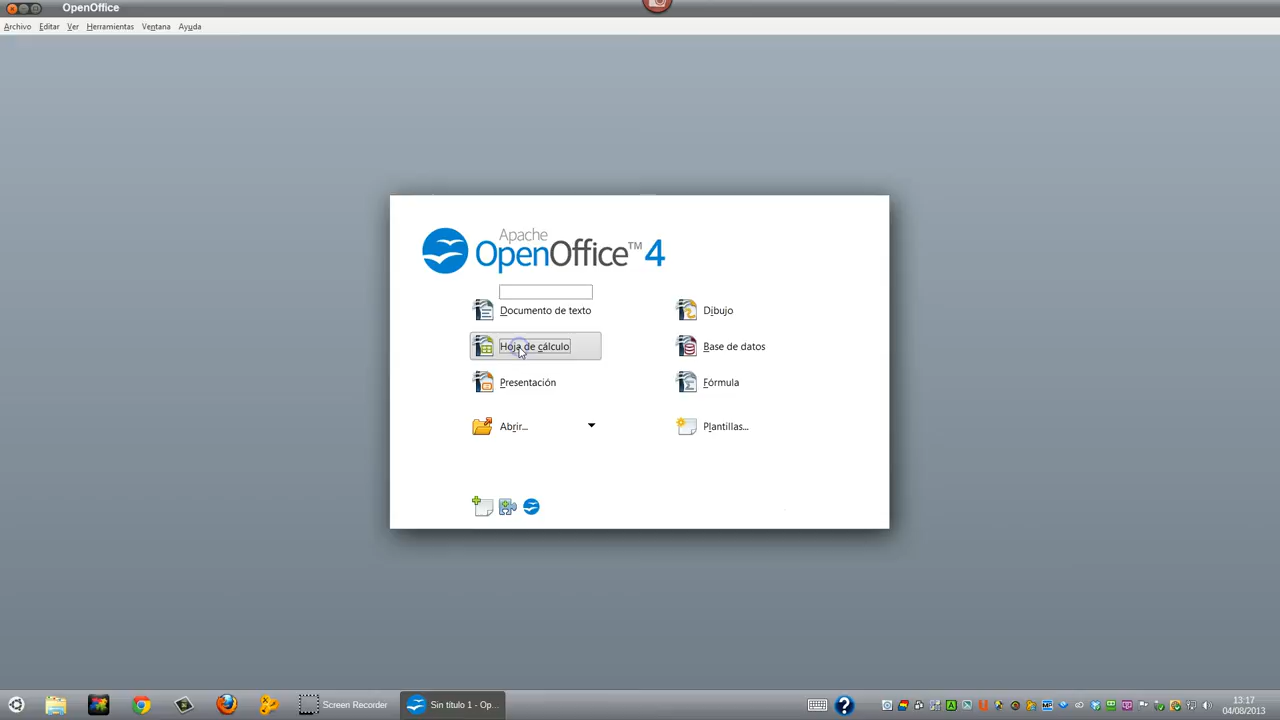 OpenOffice
Archivo Editar Ver Herramientas Ventana Ayuda
Apache
OpenOffice™ 4
Documento de texto
Dibujo
Hoja de cálculo
Base de datos
Presentación
Fórmula
Abrir...
Plantillas...
Screen Recorder
Sin título 1 - Op...
13:17
04/08/2013